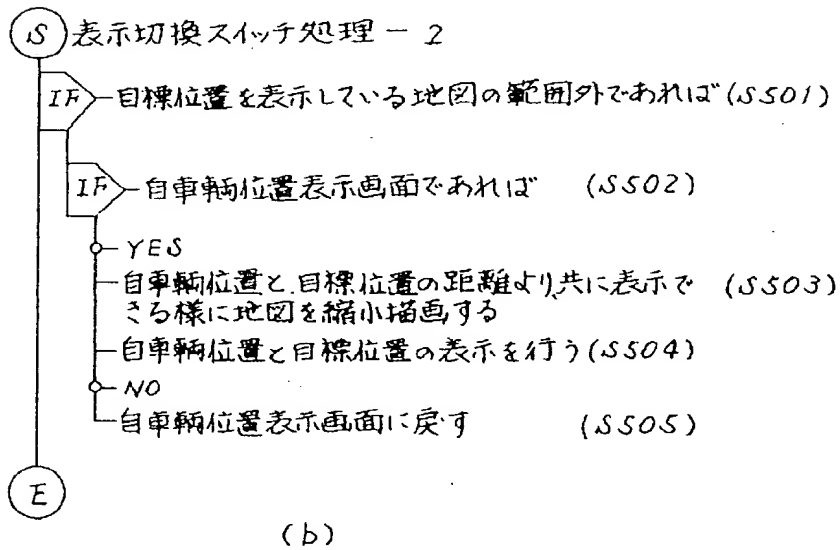 S 表示切換スイッチ処理-2
IF 目標位置を表示している地図の範囲外であれば(S501)
IF 自車輌位置表示画面であれば (S502)
YES
自車輌位置と、目標位置の距離より、共に表示で (S503)
きる様に地図を縮小描画する
自車輌位置と目標位置の表示を行う(S504)
NO
自車輌位置表示画面に戻す (S505)
E
(b)